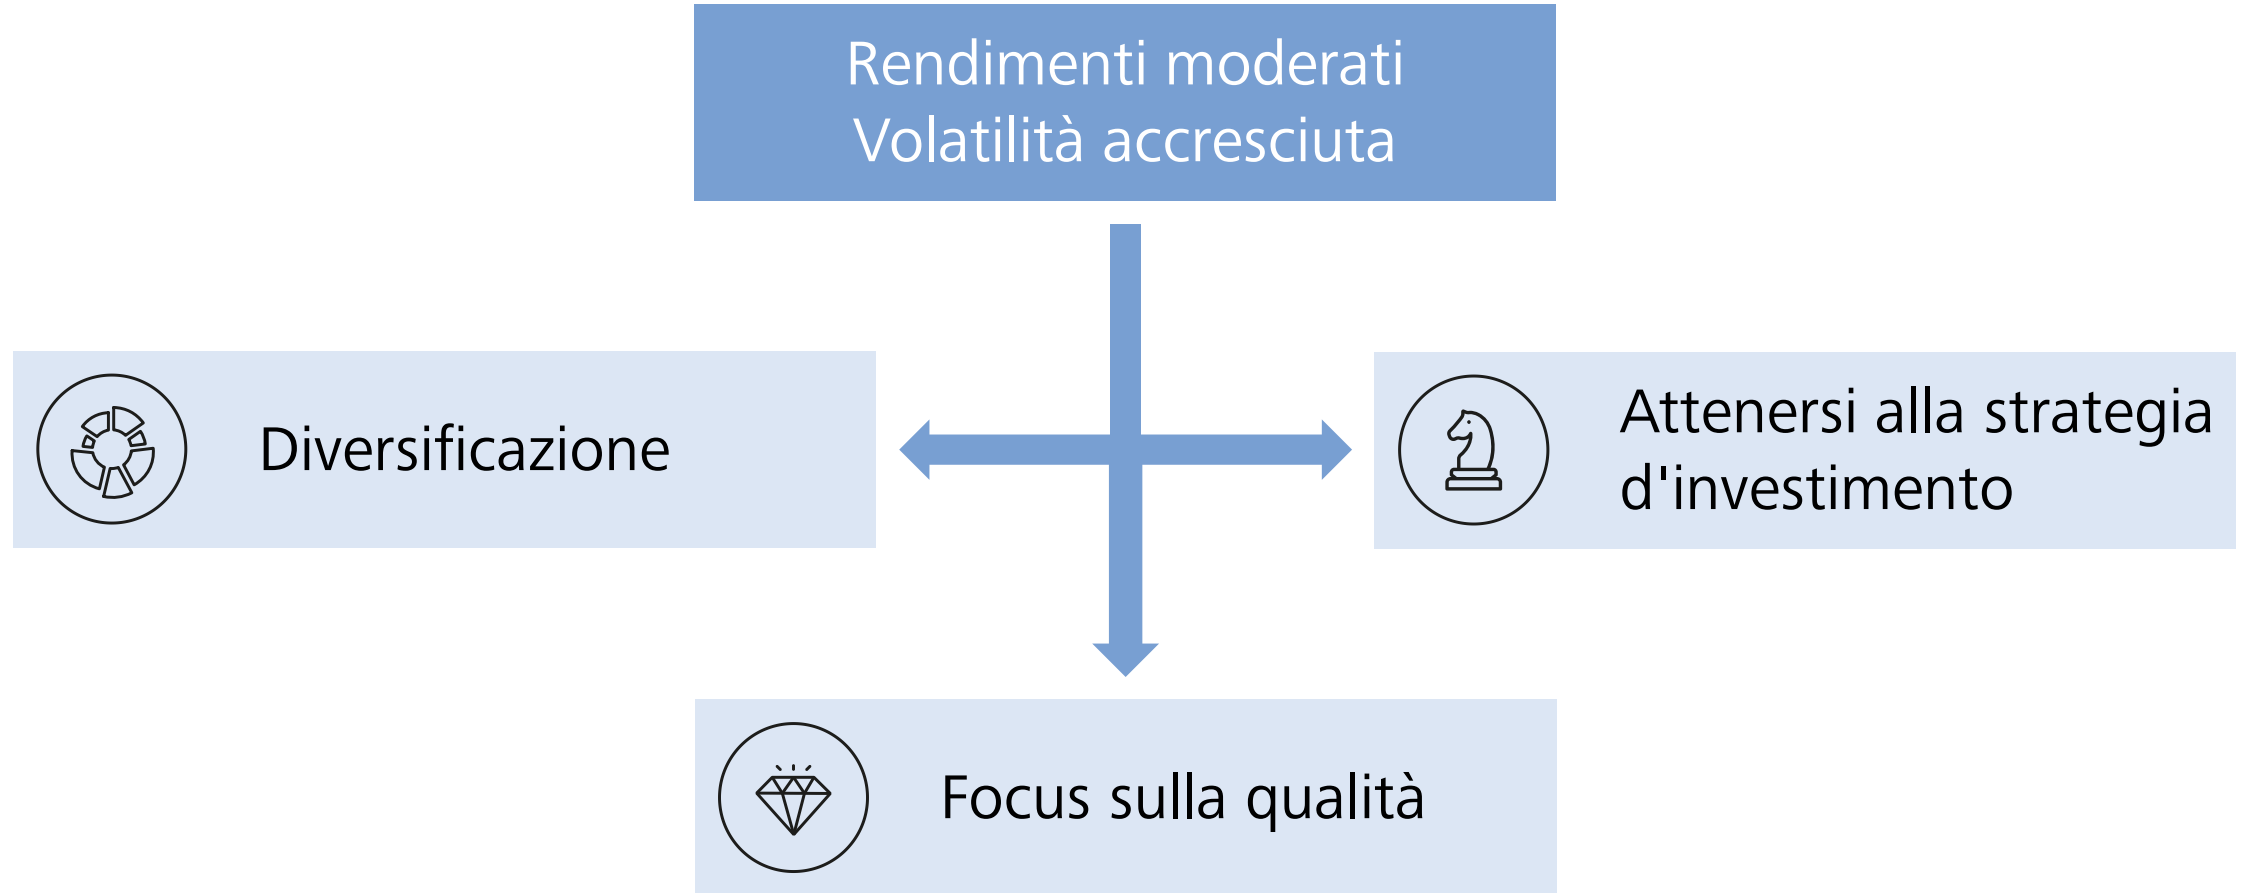 Rendimenti moderati
Volatilità accresciuta
Diversificazione
Attenersi alla strategia
d'investimento
Focus sulla qualità